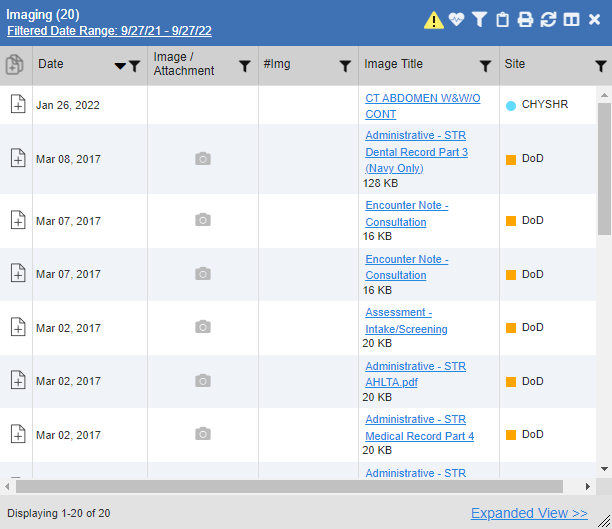 Imaging (20)
Filtered Date Range: 9/27/21 - 9/27/22
Date
Image /
Attachment
#Img
Image Title
Site
Jan 26, 2022
CT ABDOMEN W&W/O
CONT
CHYSHR
Mar 08, 2017
Administrative - STR
Dental Record Part 3
(Navy Only)
128 KB
DoD
Mar 07, 2017
Encounter Note -
Consultation
16 KB
DoD
Mar 07, 2017
Encounter Note -
Consultation
16 KB
DoD
Mar 02, 2017
Assessment -
Intake/Screening
20 KB
DoD
Mar 02, 2017
Administrative - STR
AHLTA.pdf
20 KB
DoD
Mar 02, 2017
Administrative - STR
Medical Record Part 4
20 KB
DoD
Administrative - STR
Displaying 1-20 of 20
Expanded View >>